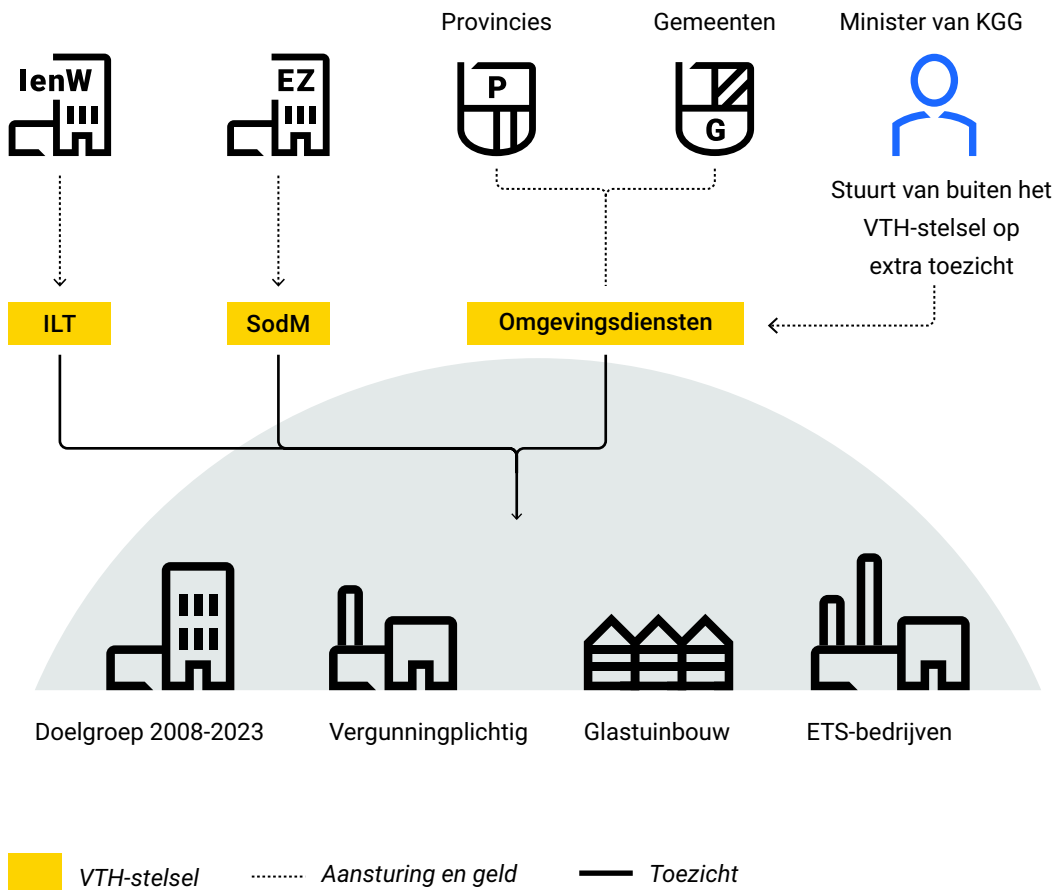 Provincies
Gemeenten
Minister van KGG
IenW
EZ
P
G
Stuurt van buiten het
VTH-stelsel op
extra toezicht
ILT
SodM
Omgevingsdiensten
Doelgroep 2008-2023
Vergunningplichtig
Glastuinbouw
ETS-bedrijven
VTH-stelsel
Aansturing en geld
Toezicht